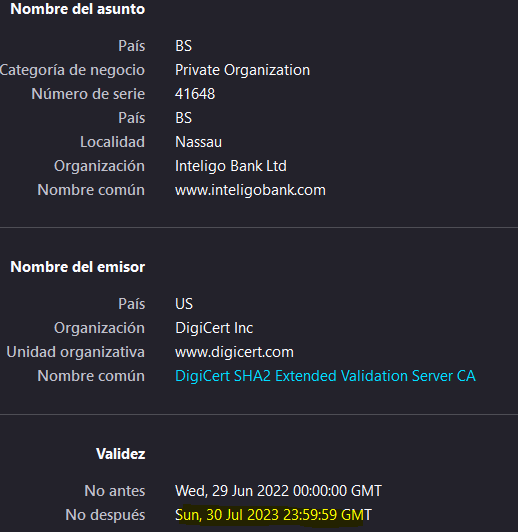 Nombre del asunto
País BS
Categoría de negocio Private Organization
Número de serie 41648
País BS
Localidad Nassau
Organización Inteligo Bank Ltd
Nombre común www.inteligobank.com
Nombre del emisor
País US
Organización DigiCert Inc
Unidad organizativa www.digicert.com
Nombre común DigiCert SHA2 Extended Validation Server CA
Validez
No antes Wed, 29 Jun 2022 00:00:00 GMT
No después Sun, 30 Jul 2023 23:59:59 GMT